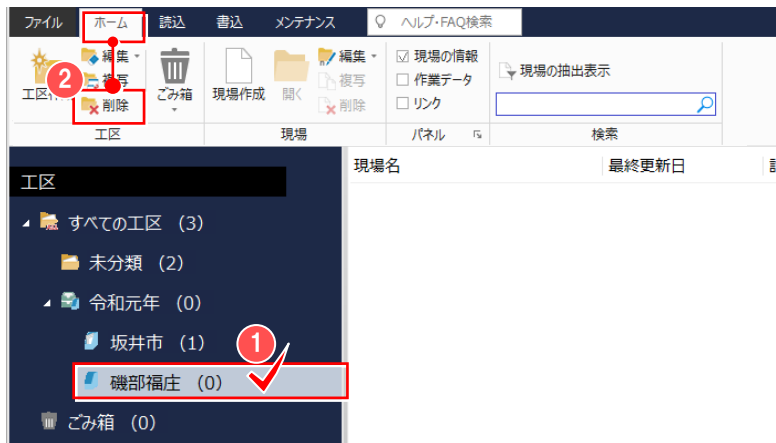 ファイル ホーム 読込 書込 メンテナンス ヘルプ・FAQ検索
編集 編集 現場の情報
2 複写 複写 作業データ 現場の抽出表示
工区 削除 ごみ箱 現場作成 開く 削除 リンク
工区 現場 パネル 検索
現場名 最終更新日
工区
すべての工区 (3)
未分類 (2)
令和元年 (0)
坂井市 (1) 1
磯部福庄 (0)
ごみ箱 (0)